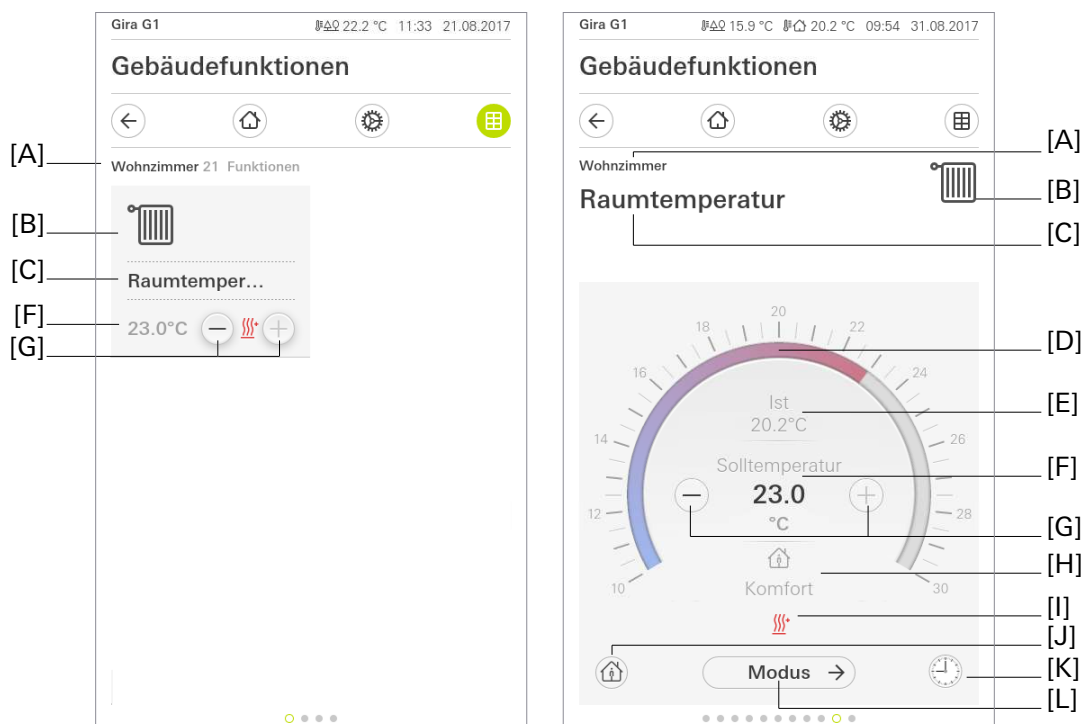 Gira G1 22.2 °C 11:33 21.08.2017
Gebäudefunktionen
[A]
Wohnzimmer 21 Funktionen
[B]
[C]
Raumtemper...
[F]
23.0°C
[G]
Gira G1 15.9 °C 20.2 °C 09:54 31.08.2017
Gebäudefunktionen
[A]
Wohnzimmer
[B]
Raumtemperatur
[C]
20
18 22
[D]
16 24
Ist
[E]
20.2°C
14 26
Solltemperatur
[F]
23.0
12 28
°C
[G]
[H]
10 Komfort 30
[I]
[J]
Modus
[K]
[L]